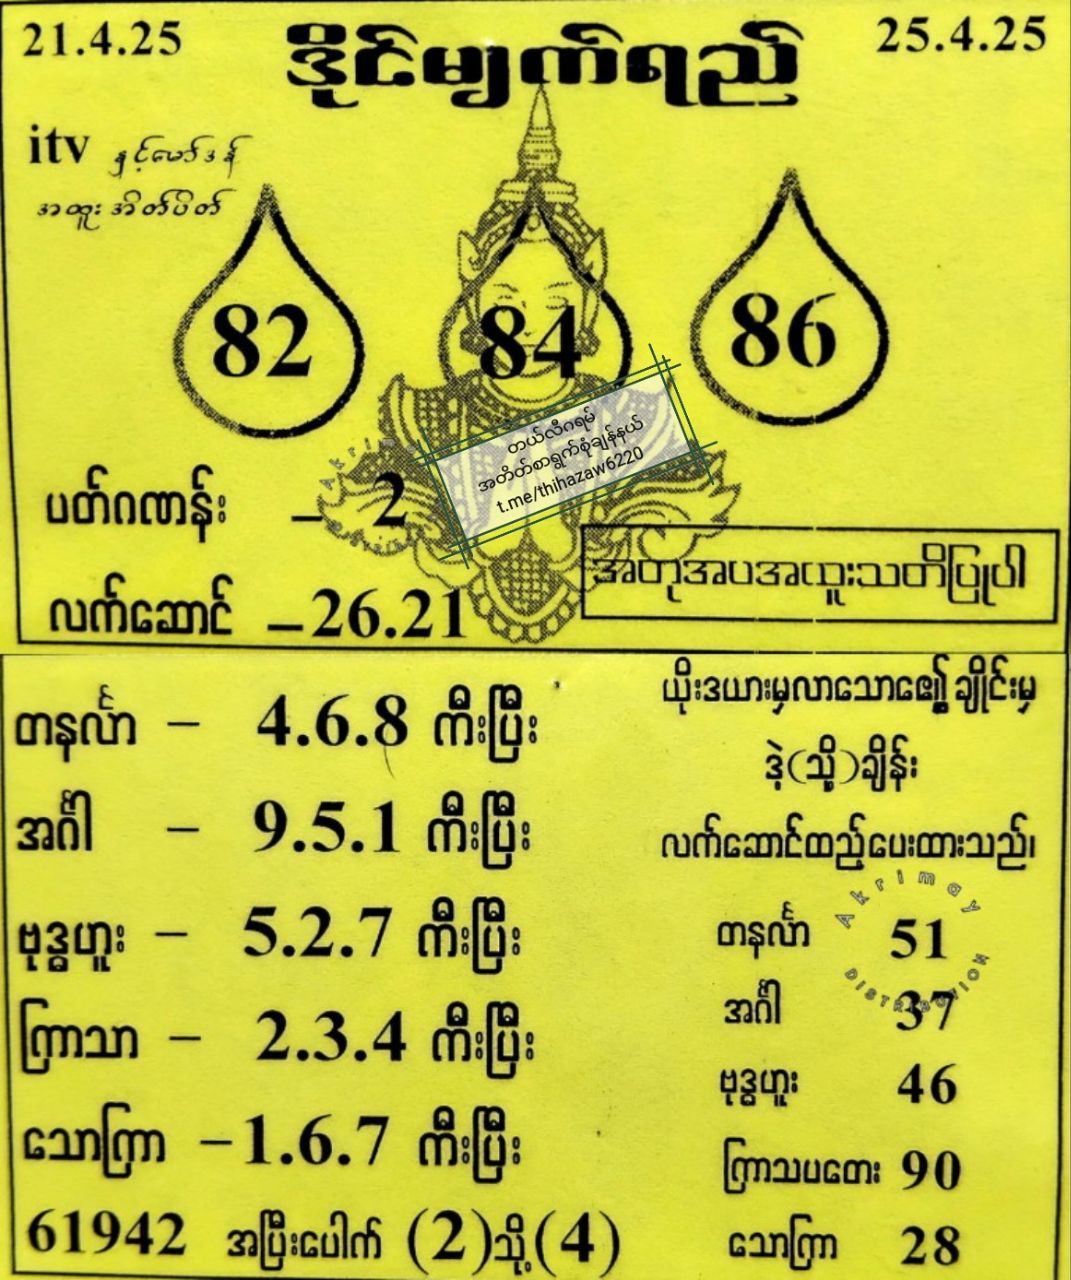 21.4.25
ဒိုင်မျက်ရည်
25.4.25
itv နှင့်မော်ဒန်
အထူးအိတ်ပိတ်
82
84
86
တယ်လီဂရမ်
အတိတ်စာရွက်စုံချန်နယ်
t.me/thihazaw6220
ပတ်ဂဏန်း – 2
လက်ဆောင် – 26.21
အတုအပအယူးသတိပြုပါ
တနင်္လာ – 4.6.8 ကီးပြီး
အင်္ဂါ – 9.5.1 ကီးပြီး
ဗုဒ္ဓဟူး – 5.2.7 ကီးပြီး
ကြာသာ – 2.3.4 ကီးပြီး
သောကြာ – 1.6.7 ကီးပြီး
61942 အပြီးပေါက် (2)သို့(4)
ယိုးဒယားမှလာသောဧည့်ချိုင်းမှ
ဒဲ့(သို့)ချိန်း
လက်ဆောင်ထည့်ပေးထားသည်၊
Akrimay
DISTRIBUTION
တနင်္လာ 51
အင်္ဂါ 37
ဗုဒ္ဓဟူး 46
ကြာသပတေး 90
သောကြာ 28